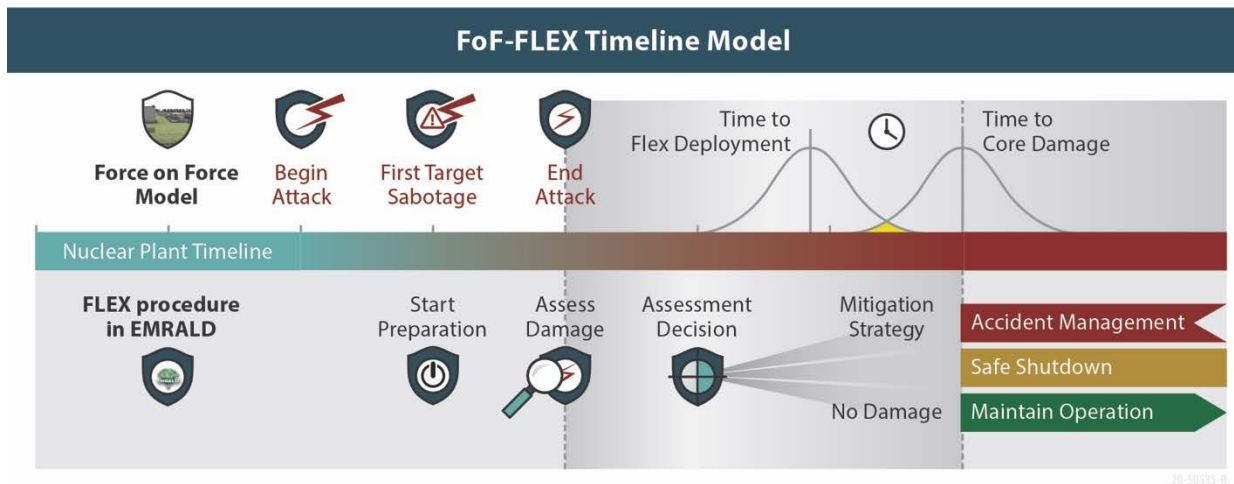 FoF-FLEX Timeline Model
Force on Force
Model
Begin
Attack
First Target
Sabotage
End
Attack
Time to
Flex Deployment
Time to
Core Damage
Nuclear Plant Timeline
FLEX procedure
in EMRALD
Start
Preparation
Assess
Damage
Assessment
Decision
Mitigation
Strategy
No Damage
Accident Management
Safe Shutdown
Maintain Operation